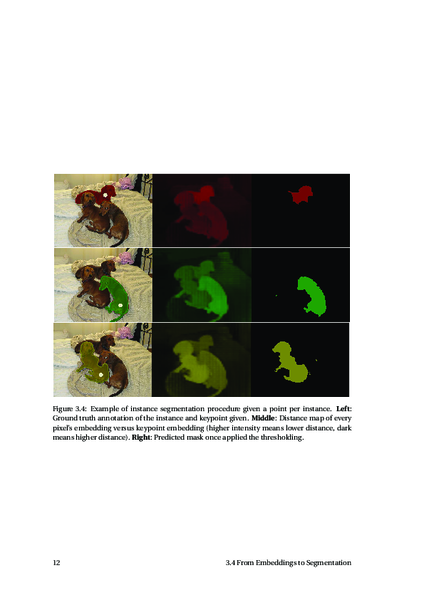 Figure 3.4: Example of instance segmentation procedure given a point per instance. Left:
Ground truth annotation of the instance and keypoint given. Middle: Distance map of every
pixel's embedding versus keypoint embedding (higher intensity means lower distance, dark
means higher distance). Right: Predicted mask once applied the thresholding.
12 3.4 From Embeddings to Segmentation